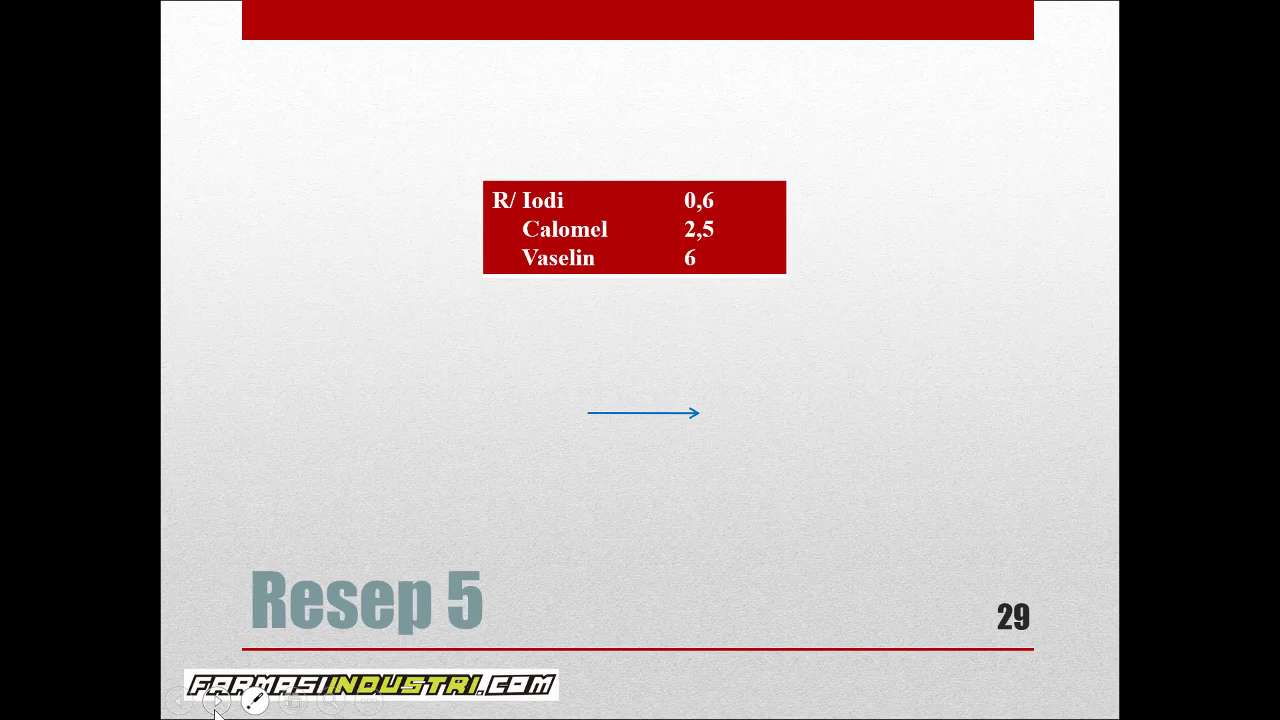 R/ Iodi 0,6
Calomel 2,5
Vaselin 6
Resep 5
29
FARMASIINDUSTRI.COM